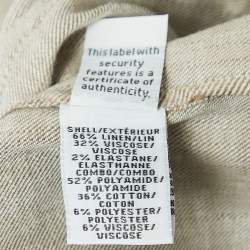 This label with
security
features is a
certificate of
authenticity.
SHELL/EXTÉRIEUR
66% LINEN/LIN
32% VISCOSE/
VISCOSE
2% ELASTANE/
ELASTHANNE
COMBO/COMBO
52% POLYAMIDE/
POLYAMIDE
36% COTTON/
COTON
6% POLYESTER/
POLYESTER
6% VISCOSE/
VISCOSE